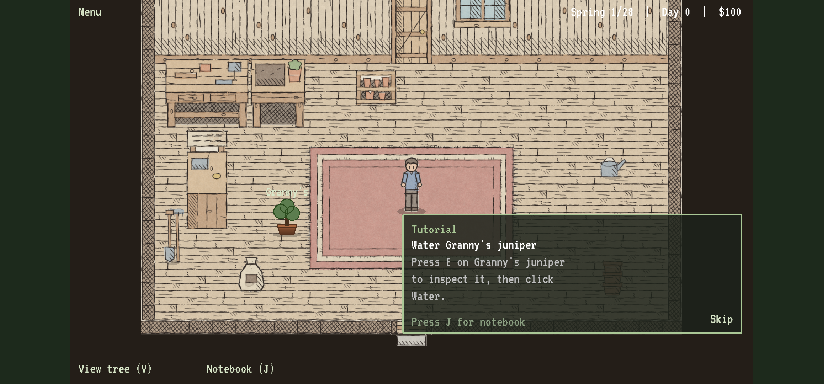 Menu
Spring 1/28 | Day 0 | $100
Tutorial
Water Granny's juniper
Press E on Granny's juniper
to inspect it, then click
Water.
Press J for notebook
Skip
View tree (V)
Notebook (J)